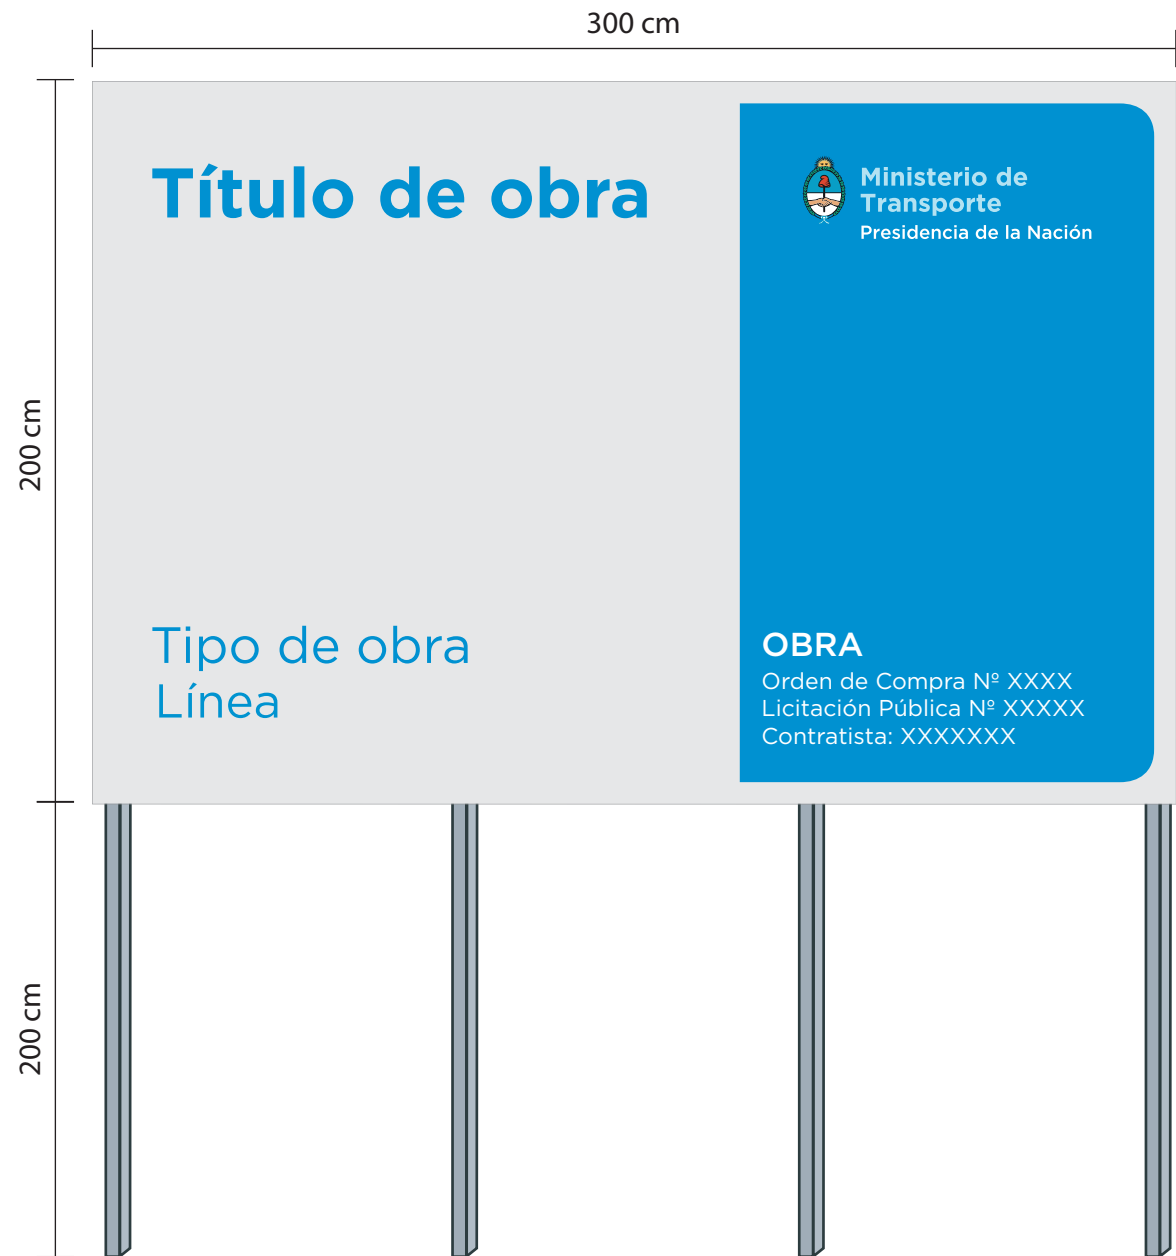 300 cm
200 cm
Título de obra
Ministerio de
Transporte
Presidencia de la Nación
Tipo de obra
Línea
OBRA
Orden de Compra Nº XXXX
Licitación Pública Nº XXXXX
Contratista: XXXXXXX
200 cm